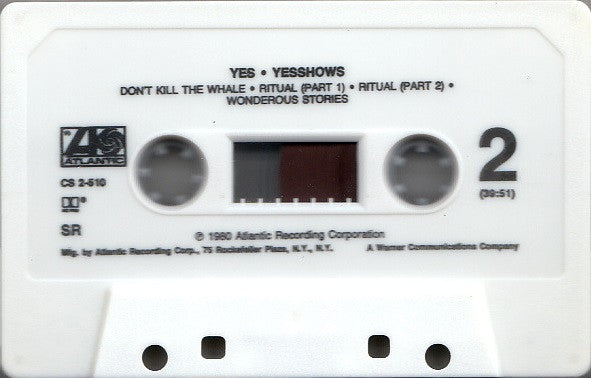 YES • YESSHOWS
DON'T KILL THE WHALE • RITUAL (PART 1) • RITUAL (PART 2) •
WONDEROUS STORIES
ATLANTIC
CS 2-510
SR
2
(39:51)
℗ 1980 Atlantic Recording Corporation
Mfg. by Atlantic Recording Corp., 75 Rockefeller Plaza, N.Y., N.Y.
A Warner Communications Company